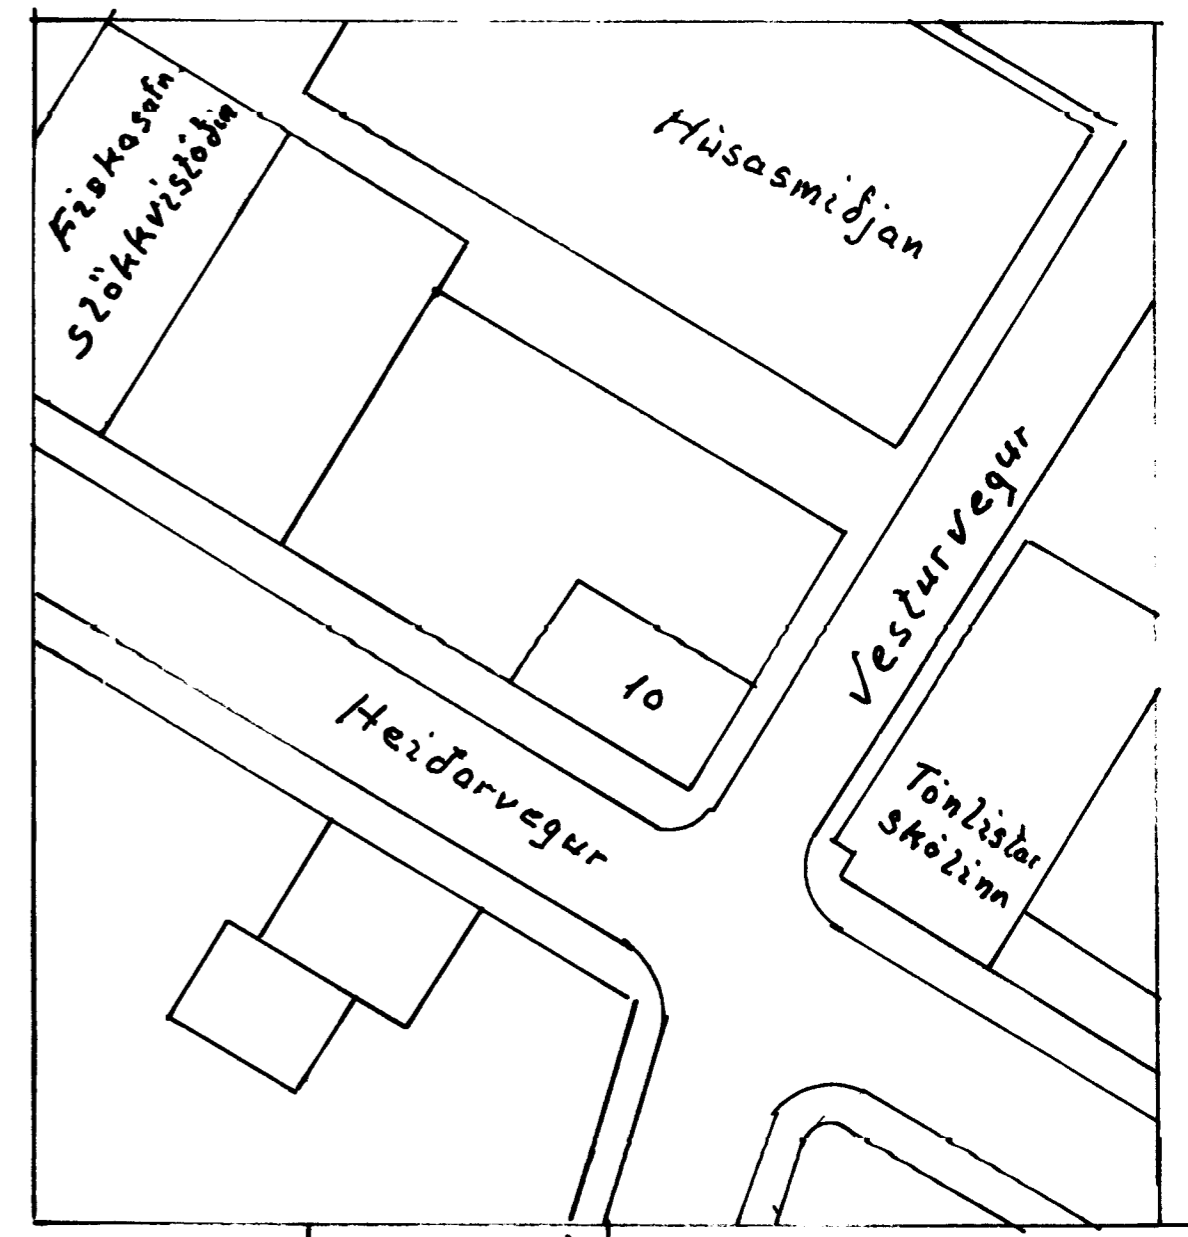 Fiskasafn
slökkvistöðin
Húsasmiðjan
Vesturvegur
10
Heiðarvegur
Tónlistar
skólinn